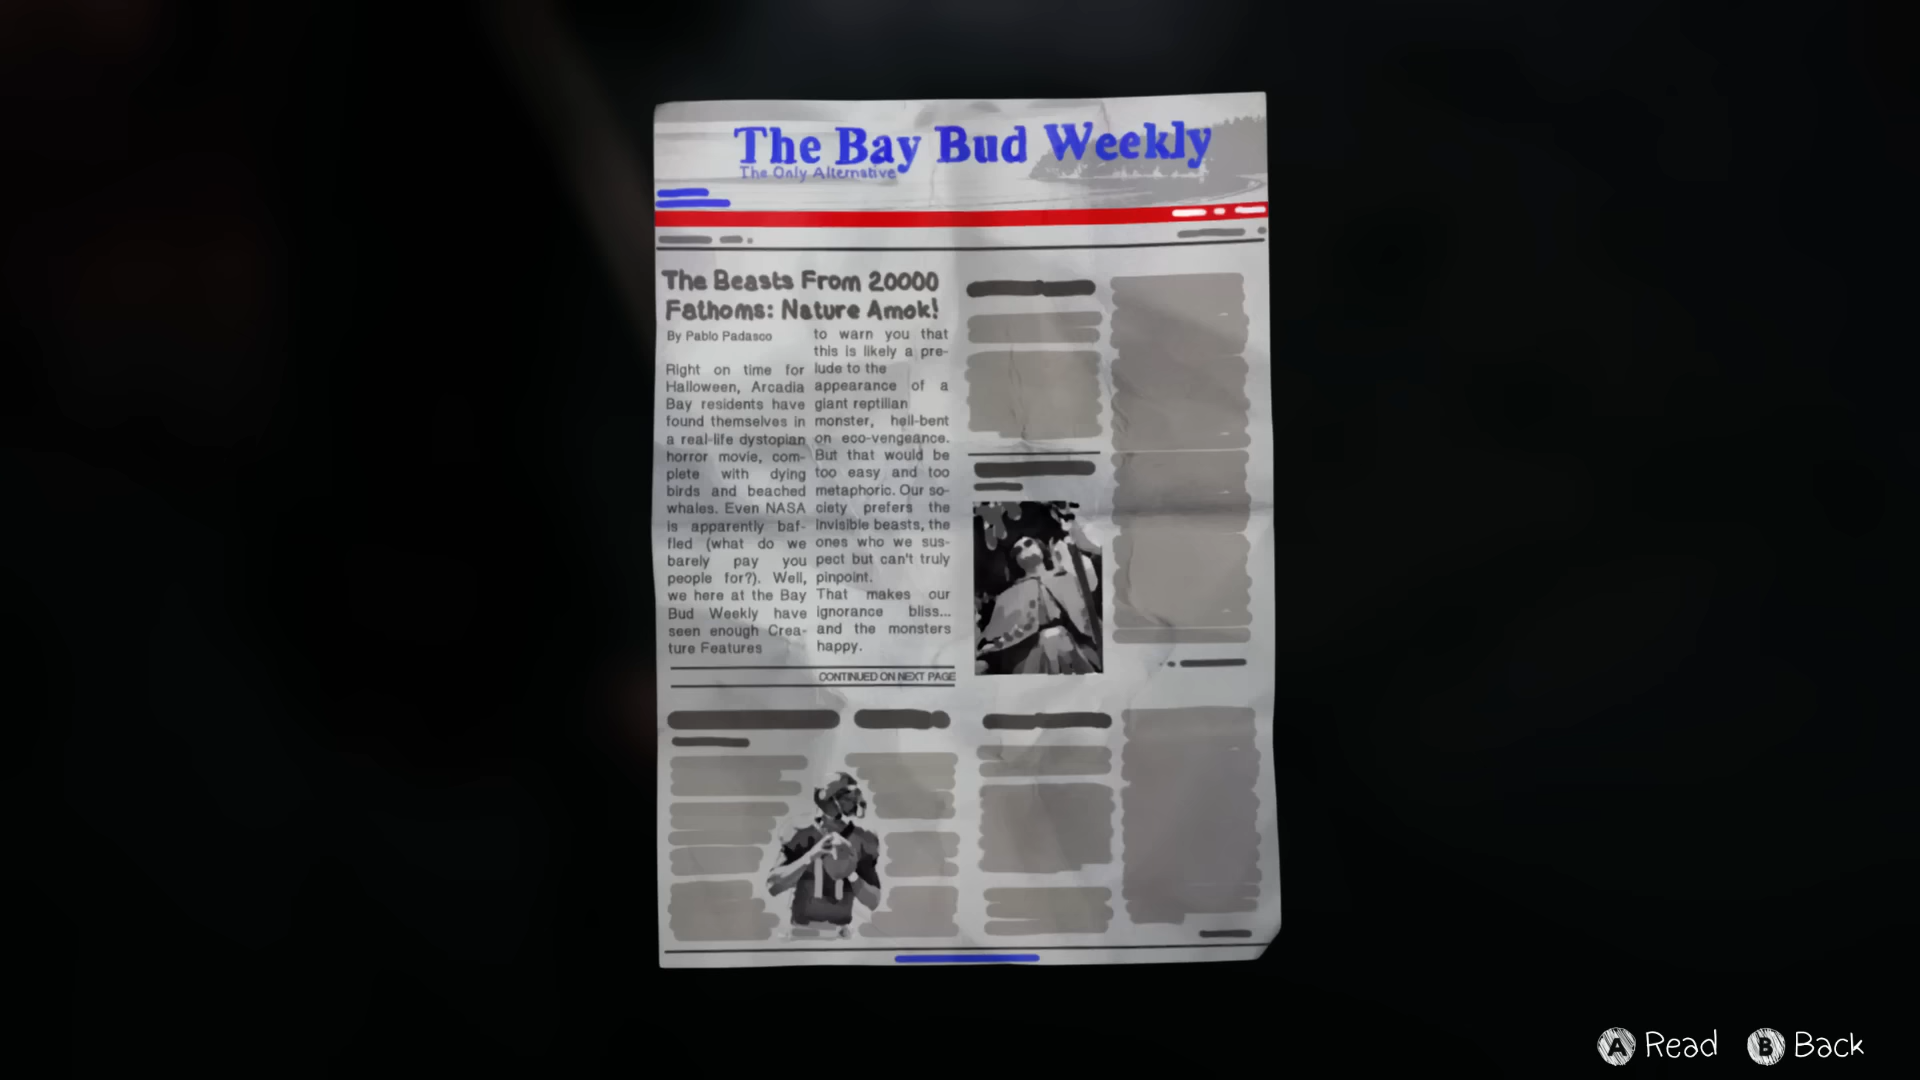 The Bay Bud Weekly
The Only Alternative
The Beasts From 20000
Fathoms: Nature Amok!
By Pablo Padasco
Right on time for
Halloween, Arcadia
Bay residents have
found themselves in
a real-life dystopian
horror movie, com-
plete with dying
birds and beached
whales. Even NASA
is apparently baf-
fled (what do we
barely pay you
people for?). Well,
we here at the Bay
Bud Weekly have
seen enough Crea-
ture Features
to warn you that
this is likely a pre-
lude to the
appearance of a
giant reptilian
monster, hell-bent
on eco-vengeance.
But that would be
too easy and too
metaphoric. Our so-
ciety prefers the
invisible beasts, the
ones who we sus-
pect but can't truly
pinpoint.
That makes our
ignorance bliss...
and the monsters
happy.
CONTINUED ON NEXT PAGE
A Read B Back